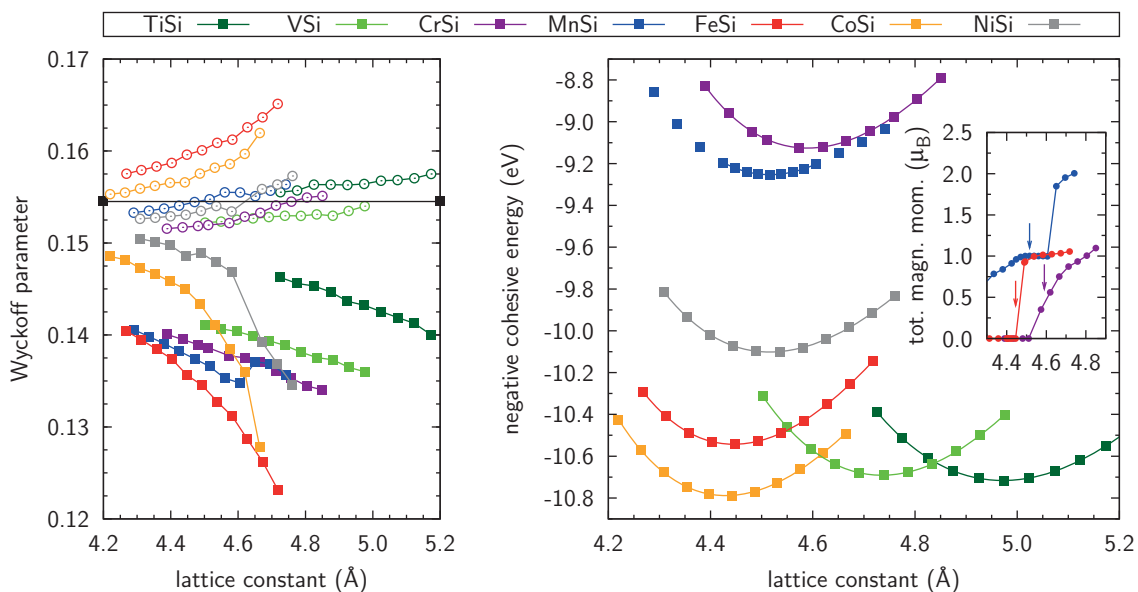 TiSi VSi CrSi MnSi FeSi CoSi NiSi
0.17
0.16
0.15
0.14
0.13
0.12
Wyckoff parameter
4.2 4.4 4.6 4.8 5.0 5.2
lattice constant (Å)
-8.8
-9.0
-9.2
-9.4
-9.6
-9.8
-10.0
-10.2
-10.4
-10.6
-10.8
negative cohesive energy (eV)
4.2 4.4 4.6 4.8 5.0 5.2
lattice constant (Å)
2.5
2.0
1.5
1.0
0.5
0.0
tot. magn. mom. (μB)
4.4 4.6 4.8